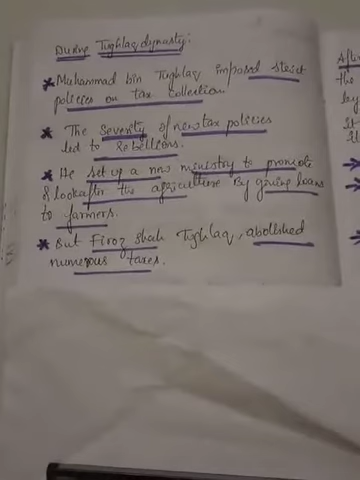 During Tughlaq dynasty:
* Muhammad bin Tughlaq imposed strict
policies on tax collection.
* The Severity of new tax policies
led to Rebellions.
* He set up a new ministry to promote
& look after the agriculture By giving loans
to farmers.
* But Firoz shah Tughlaq, abolished
numerous taxes.
After
the